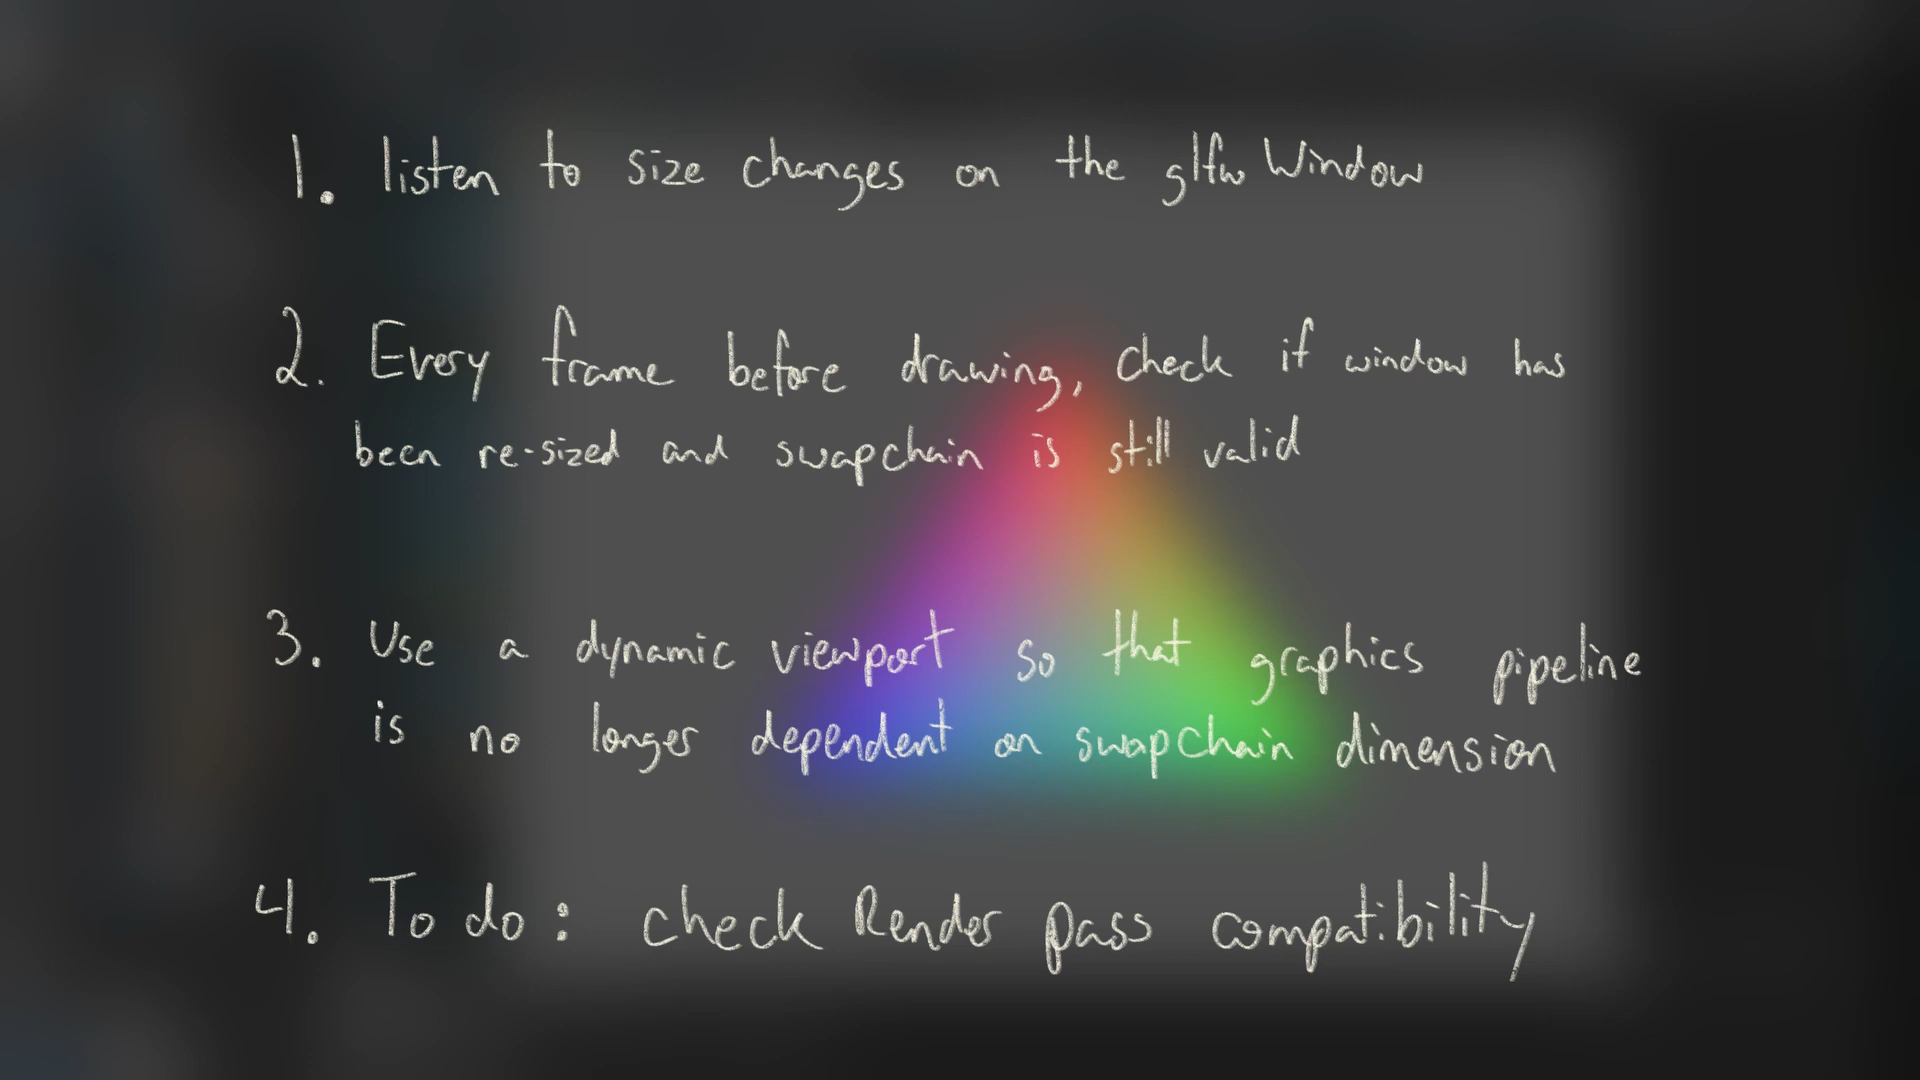 1. listen to size changes on the glfw Window
2. Every frame before drawing, check if window has
been re-sized and swapchain is still valid
3. Use a dynamic viewport so that graphics pipeline
is no longer dependent on swapchain dimension
4. To do: check Render pass compatibility